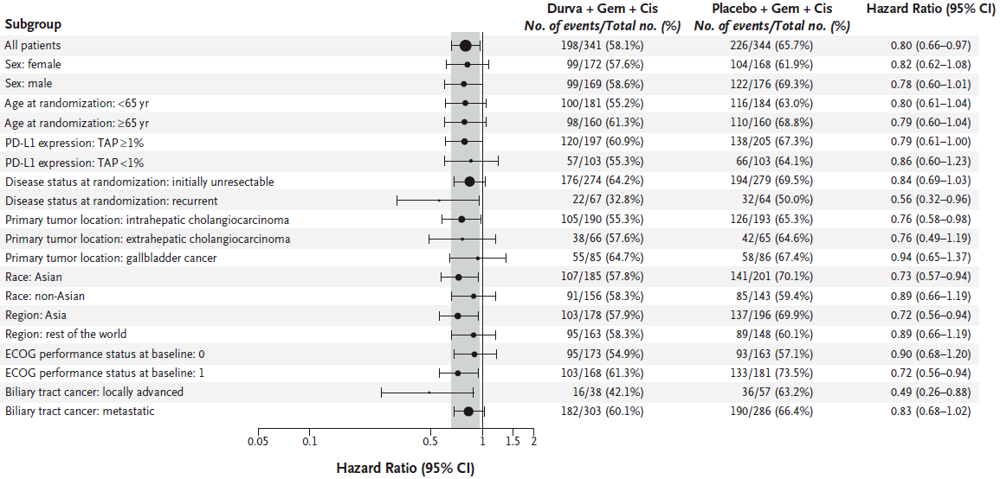 Durva + Gem + Cis Placebo + Gem + Cis Hazard Ratio (95% CI)
Subgroup No. of events/Total no. (%) No. of events/Total no. (%)
All patients 198/341 (58.1%) 226/344 (65.7%) 0.80 (0.66–0.97)
Sex: female 99/172 (57.6%) 104/168 (61.9%) 0.82 (0.62–1.08)
Sex: male 99/169 (58.6%) 122/176 (69.3%) 0.78 (0.60–1.01)
Age at randomization: <65 yr 100/181 (55.2%) 116/184 (63.0%) 0.80 (0.61–1.04)
Age at randomization: ≥65 yr 98/160 (61.3%) 110/160 (68.8%) 0.79 (0.60–1.04)
PD-L1 expression: TAP ≥1% 120/197 (60.9%) 138/205 (67.3%) 0.79 (0.61–1.00)
PD-L1 expression: TAP <1% 57/103 (55.3%) 66/103 (64.1%) 0.86 (0.60–1.23)
Disease status at randomization: initially unresectable 176/274 (64.2%) 194/279 (69.5%) 0.84 (0.69–1.03)
Disease status at randomization: recurrent 22/67 (32.8%) 32/64 (50.0%) 0.56 (0.32–0.96)
Primary tumor location: intrahepatic cholangiocarcinoma 105/190 (55.3%) 126/193 (65.3%) 0.76 (0.58–0.98)
Primary tumor location: extrahepatic cholangiocarcinoma 38/66 (57.6%) 42/65 (64.6%) 0.76 (0.49–1.19)
Primary tumor location: gallbladder cancer 55/85 (64.7%) 58/86 (67.4%) 0.94 (0.65–1.37)
Race: Asian 107/185 (57.8%) 141/201 (70.1%) 0.73 (0.57–0.94)
Race: non-Asian 91/156 (58.3%) 85/143 (59.4%) 0.89 (0.66–1.19)
Region: Asia 103/178 (57.9%) 137/196 (69.9%) 0.72 (0.56–0.94)
Region: rest of the world 95/163 (58.3%) 89/148 (60.1%) 0.89 (0.66–1.19)
ECOG performance status at baseline: 0 95/173 (54.9%) 93/163 (57.1%) 0.90 (0.68–1.20)
ECOG performance status at baseline: 1 103/168 (61.3%) 133/181 (73.5%) 0.72 (0.56–0.94)
Biliary tract cancer: locally advanced 16/38 (42.1%) 36/57 (63.2%) 0.49 (0.26–0.88)
Biliary tract cancer: metastatic 182/303 (60.1%) 190/286 (66.4%) 0.83 (0.68–1.02)
0.05 0.1 0.5 1 1.5 2
Hazard Ratio (95% CI)